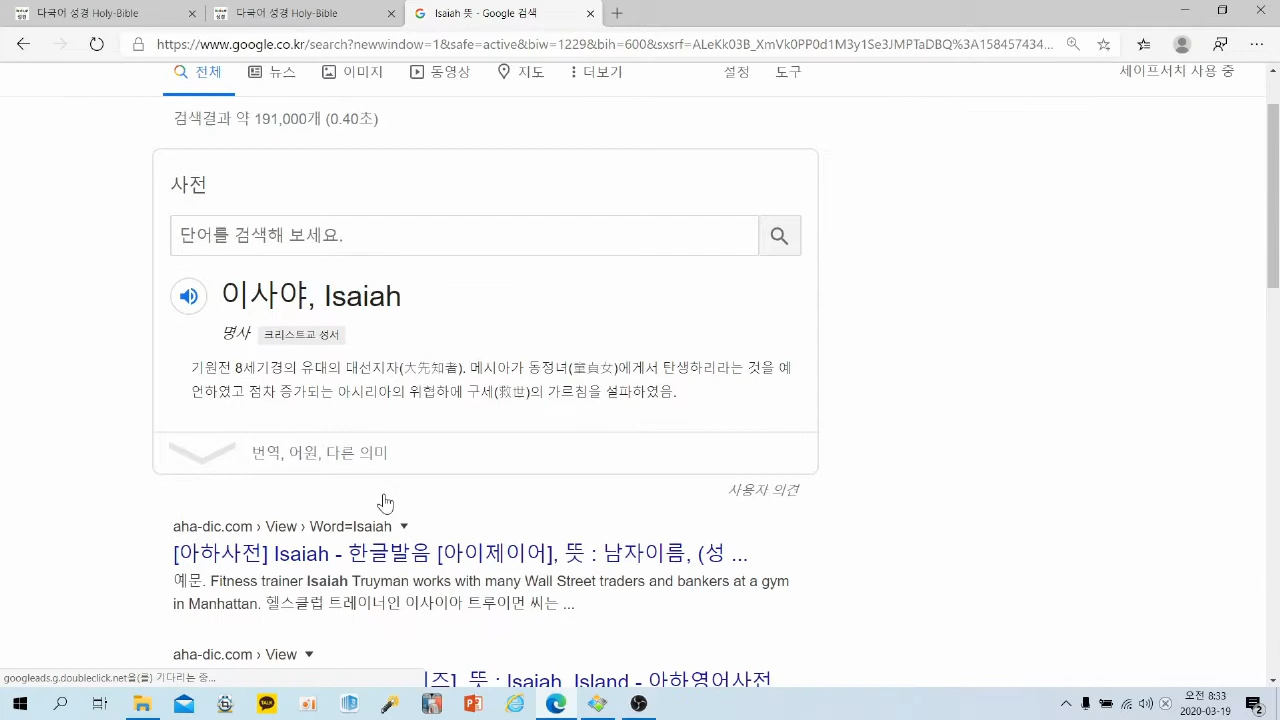 다국어 성경 Holy-Bible
다국어 성경 Holy-Bible
Isaiah 뜻 - Google 검색
https://www.google.co.kr/search?newwindow=1&safe=active&biw=1229&bih=600&sxsrf=ALeKk03B_XmVk0PP0d1M3y1Se3JMPTaDBQ%3A158457434...
전체 뉴스 이미지 동영상 지도 더보기 설정 도구 세이프서치 사용 중
검색결과 약 191,000개 (0.40초)
사전
단어를 검색해 보세요.
이사야, Isaiah
명사 크리스트교 성서
기원전 8세기경의 유대의 대선지자(大先知者). 메시아가 동정녀(童貞女)에게서 탄생하리라는 것을 예
언하였고 점차 증가되는 아시리아의 위협하에 구세(救世)의 가르침을 설파하였음.
번역, 어원, 다른 의미
사용자 의견
aha-dic.com › View › Word=Isaiah
[아하사전] Isaiah - 한글발음 [아이제이어], 뜻 : 남자이름, (성 ...
예문. Fitness trainer Isaiah Truyman works with many Wall Street traders and bankers at a gym
in Manhattan. 헬스클럽 트레이너인 이사이아 트루이먼 씨는 ...
aha-dic.com › View
즈], 뜻 : Isaiah, Island - 아하영어사전
googleads.g.doubleclick.net을(를) 기다리는 중...
오전 8:33
2020-03-19
2